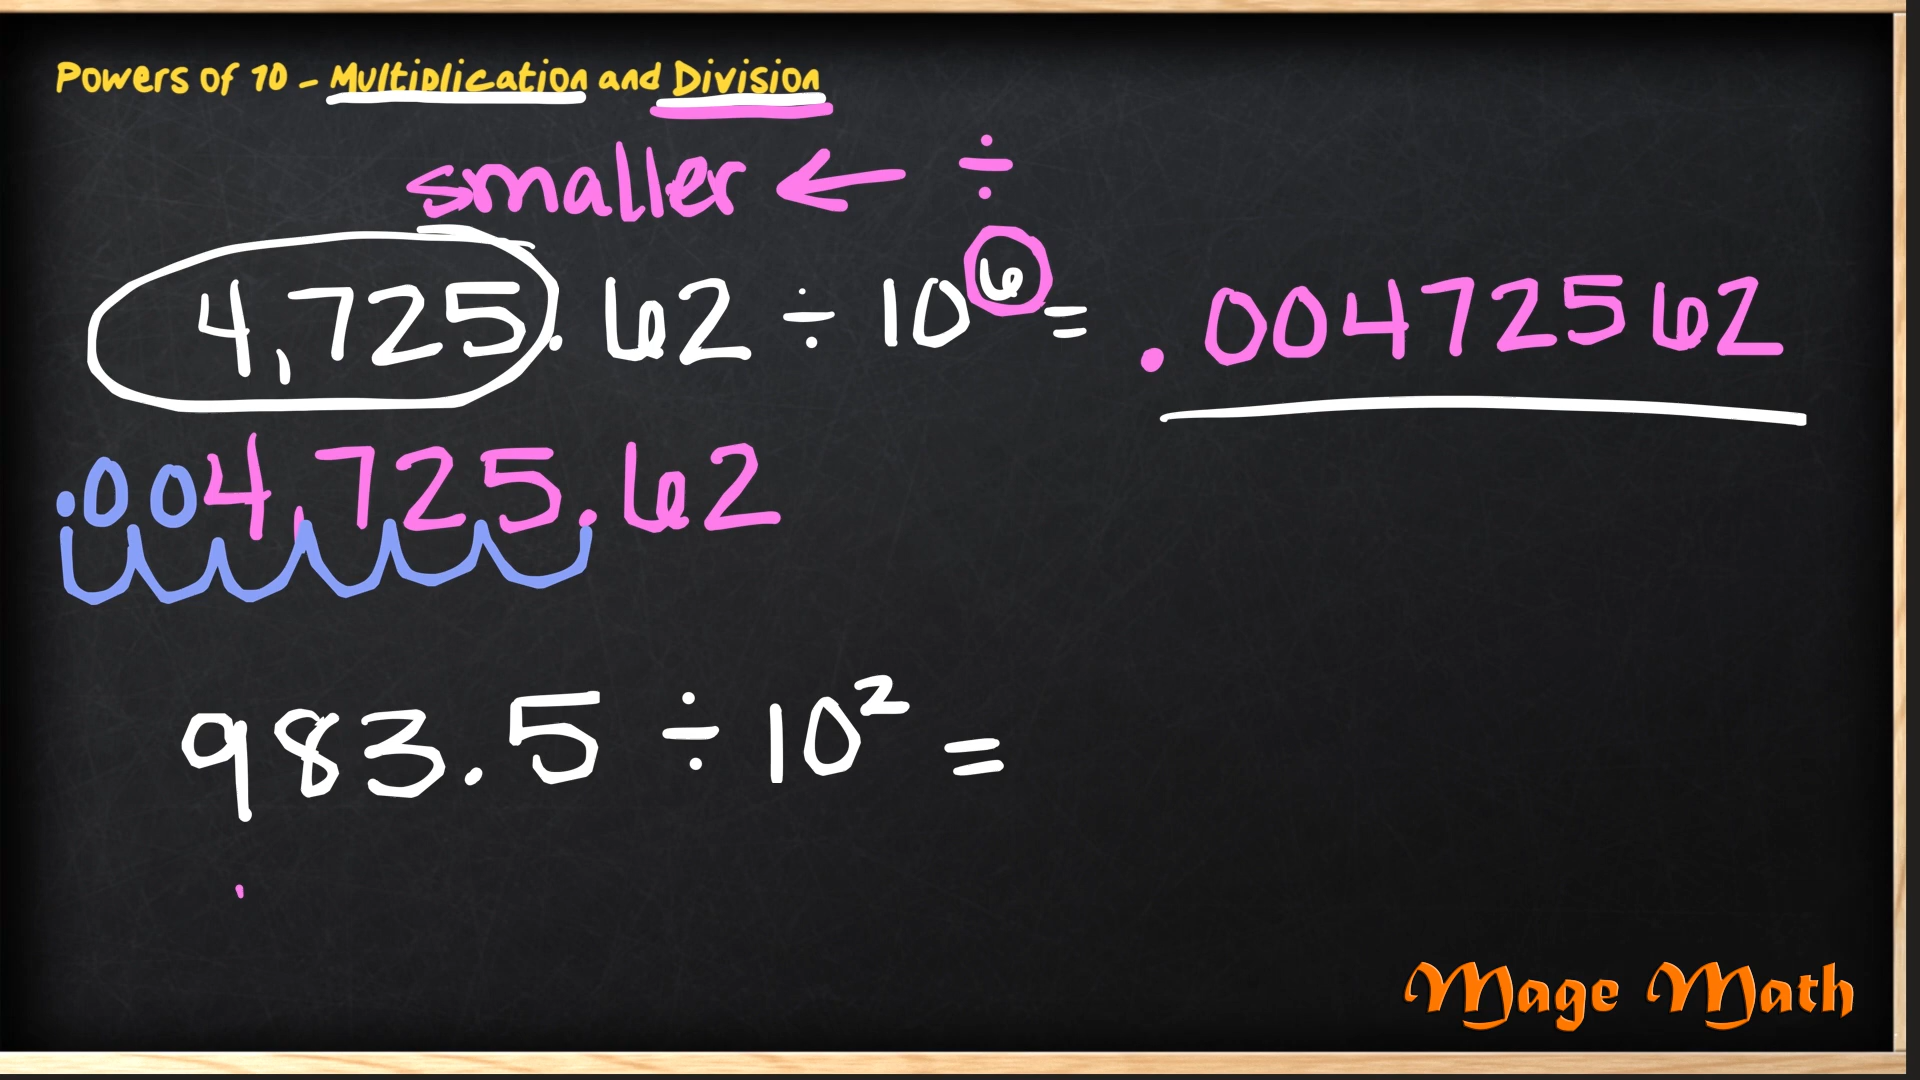 Powers of 10 - Multiplication and Division
smaller ← ÷
4,725.62 ÷ 10⁶ = .00472562
.004,725.62
983.5 ÷ 10² =
Mage Math